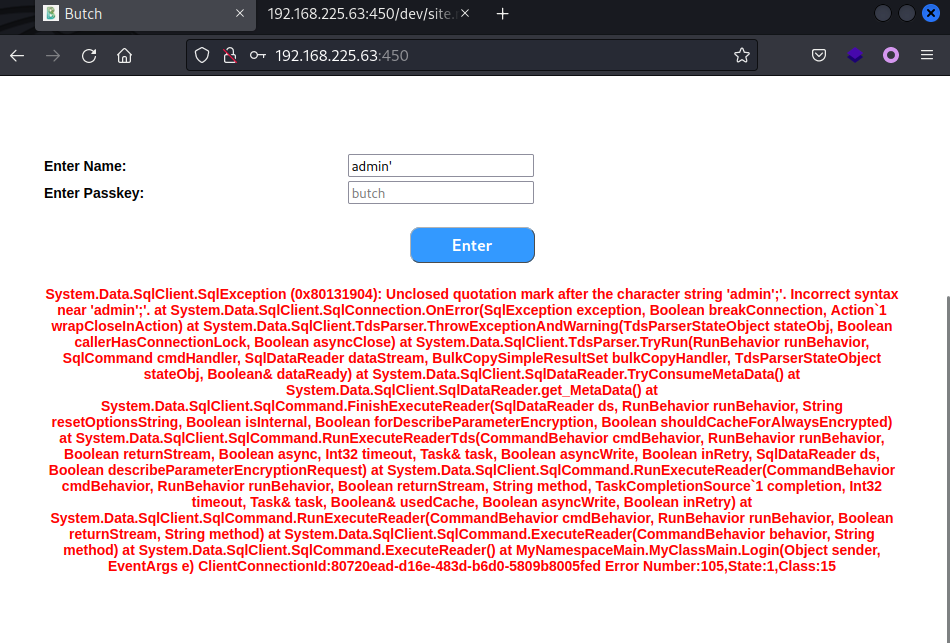 Butch
192.168.225.63:450/dev/site.
192.168.225.63:450
Enter Name:
admin'
Enter Passkey:
butch
Enter
System.Data.SqlClient.SqlException (0x80131904): Unclosed quotation mark after the character string 'admin';'. Incorrect syntax
near 'admin';'. at System.Data.SqlClient.SqlConnection.OnError(SqlException exception, Boolean breakConnection, Action`1
wrapCloseInAction) at System.Data.SqlClient.TdsParser.ThrowExceptionAndWarning(TdsParserStateObject stateObj, Boolean
callerHasConnectionLock, Boolean asyncClose) at System.Data.SqlClient.TdsParser.TryRun(RunBehavior runBehavior,
SqlCommand cmdHandler, SqlDataReader dataStream, BulkCopySimpleResultSet bulkCopyHandler, TdsParserStateObject
stateObj, Boolean& dataReady) at System.Data.SqlClient.SqlDataReader.TryConsumeMetaData() at
System.Data.SqlClient.SqlDataReader.get_MetaData() at
System.Data.SqlClient.SqlCommand.FinishExecuteReader(SqlDataReader ds, RunBehavior runBehavior, String
resetOptionsString, Boolean isInternal, Boolean forDescribeParameterEncryption, Boolean shouldCacheForAlwaysEncrypted)
at System.Data.SqlClient.SqlCommand.RunExecuteReaderTds(CommandBehavior cmdBehavior, RunBehavior runBehavior,
Boolean returnStream, Boolean async, Int32 timeout, Task& task, Boolean asyncWrite, Boolean inRetry, SqlDataReader ds,
Boolean describeParameterEncryptionRequest) at System.Data.SqlClient.SqlCommand.RunExecuteReader(CommandBehavior
cmdBehavior, RunBehavior runBehavior, Boolean returnStream, String method, TaskCompletionSource`1 completion, Int32
timeout, Task& task, Boolean& usedCache, Boolean asyncWrite, Boolean inRetry) at
System.Data.SqlClient.SqlCommand.RunExecuteReader(CommandBehavior cmdBehavior, RunBehavior runBehavior, Boolean
returnStream, String method) at System.Data.SqlClient.SqlCommand.ExecuteReader(CommandBehavior behavior, String
method) at System.Data.SqlClient.SqlCommand.ExecuteReader() at MyNamespaceMain.MyClassMain.Login(Object sender,
EventArgs e) ClientConnectionId:80720ead-d16e-483d-b6d0-5809b8005fed Error Number:105,State:1,Class:15